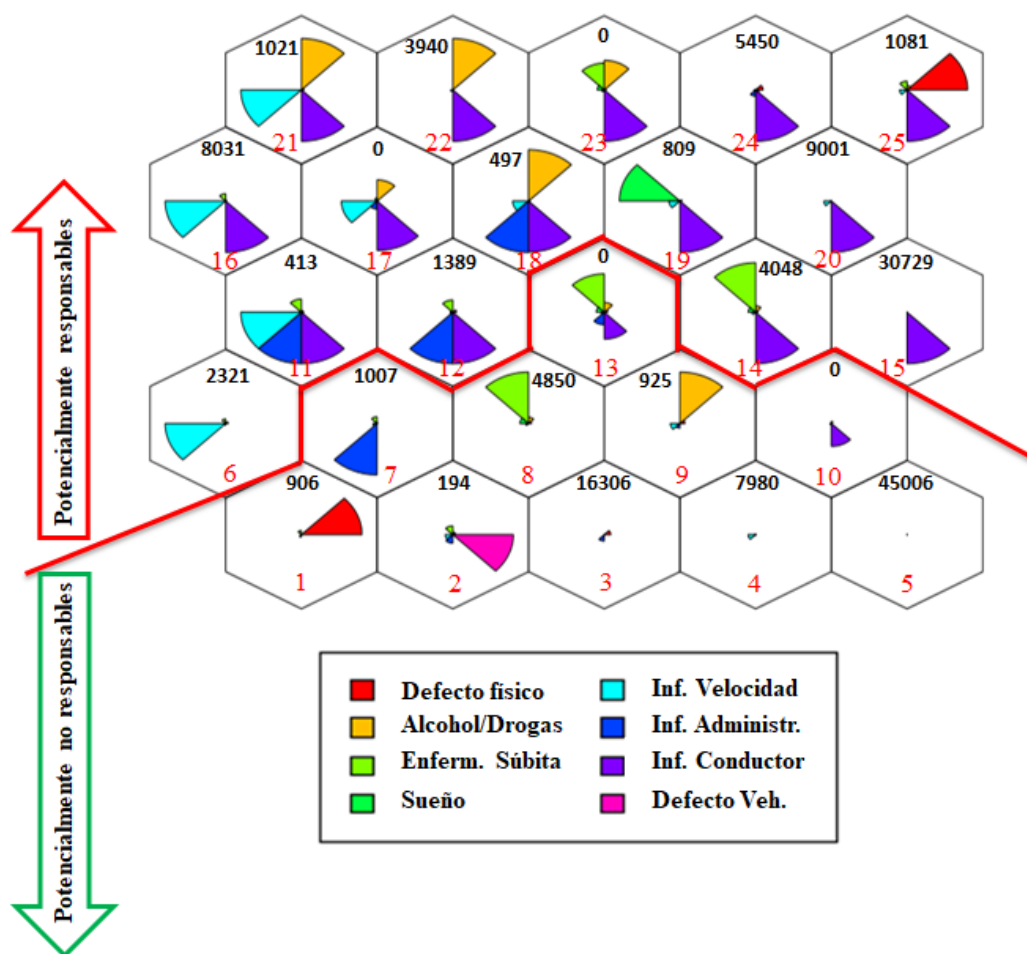 1021 3940 0 5450 1081
21 22 23 24 25
8031 0 497 809 9001
16 17 18 19 20
413 1389 0 4048 30729
11 12 13 14 15
2321 1007 4850 925 0
6 7 8 9 10
906 194 16306 7980 45006
1 2 3 4 5
Potencialmente responsables
Potencialmente no responsables
Defecto físico Inf. Velocidad
Alcohol/Drogas Inf. Administr.
Enferm. Súbita Inf. Conductor
Sueño Defecto Veh.